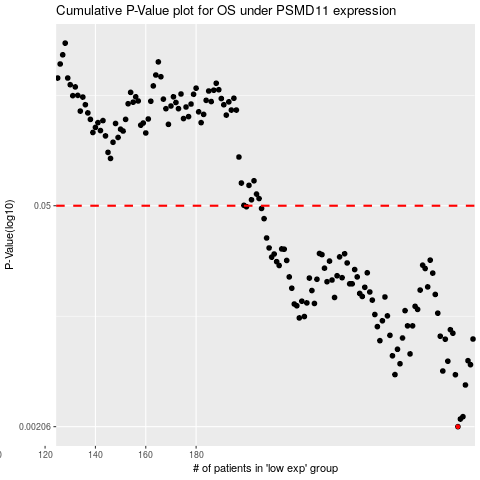 Cumulative P-Value plot for OS under PSMD11 expression
P-Value(log10)
0.05
0.00206
0
120
140
160
180
# of patients in 'low exp' group